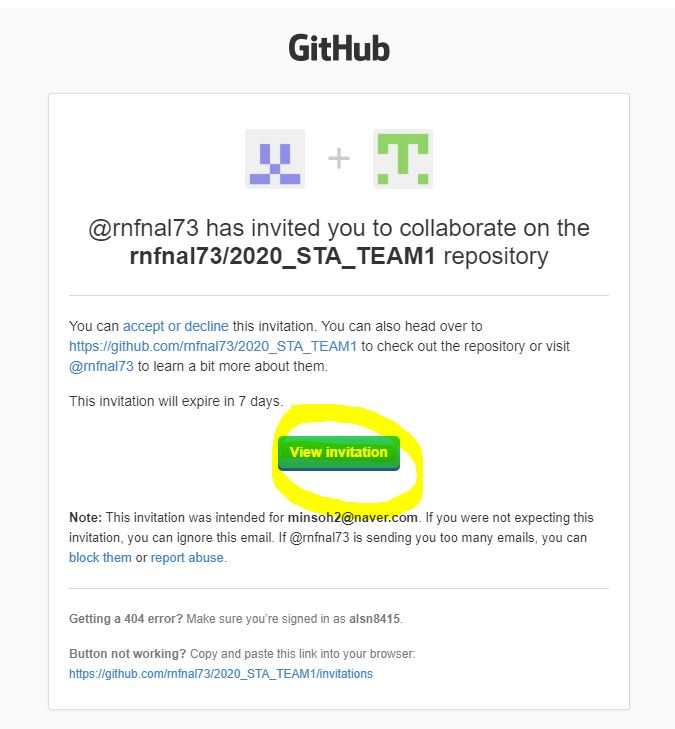 GitHub
@rnfnal73 has invited you to collaborate on the
rnfnal73/2020_STA_TEAM1 repository
You can accept or decline this invitation. You can also head over to
https://github.com/rnfnal73/2020_STA_TEAM1 to check out the repository or visit
@rnfnal73 to learn a bit more about them.
This invitation will expire in 7 days.
View invitation
Note: This invitation was intended for minsoh2@naver.com. If you were not expecting this
invitation, you can ignore this email. If @rnfnal73 is sending you too many emails, you can
block them or report abuse.
Getting a 404 error? Make sure you’re signed in as alsn8415.
Button not working? Copy and paste this link into your browser:
https://github.com/rnfnal73/2020_STA_TEAM1/invitations